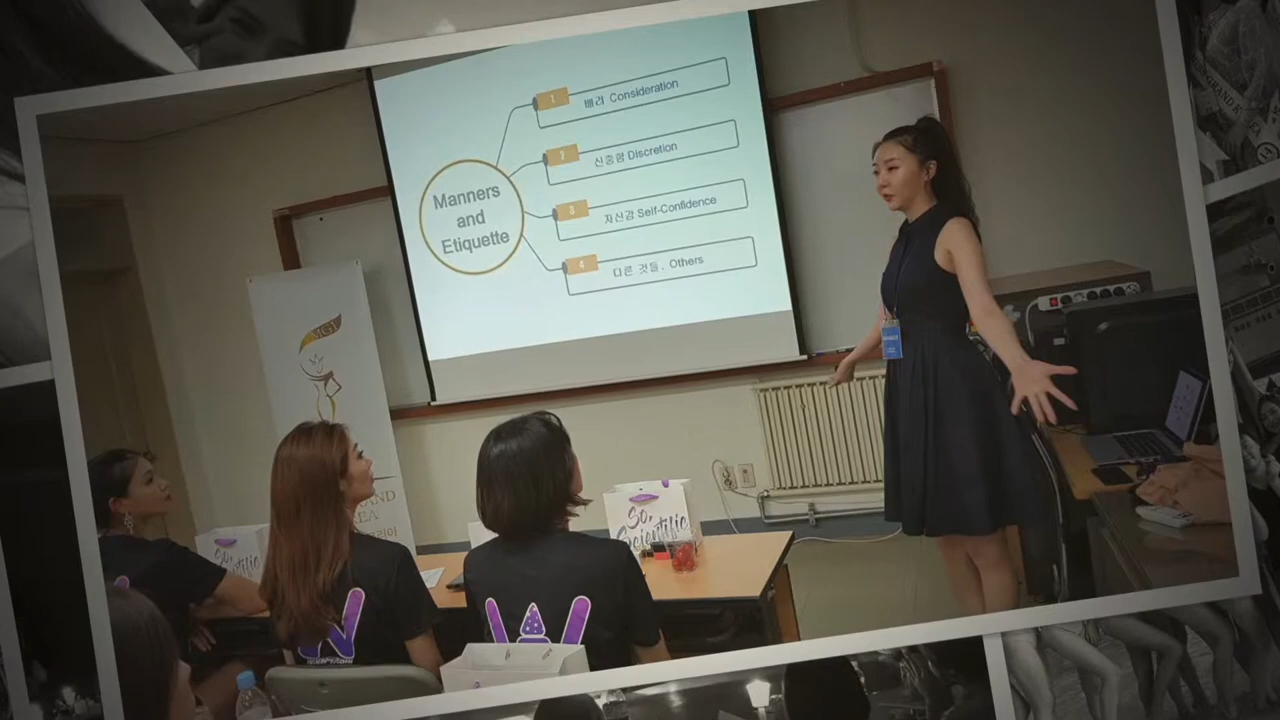 Manners
and
Etiquette
1
배려 Consideration
2
신중함 Discretion
3
자신감 Self-Confidence
4
다른 것들. Others
MGI
So,
Scientific